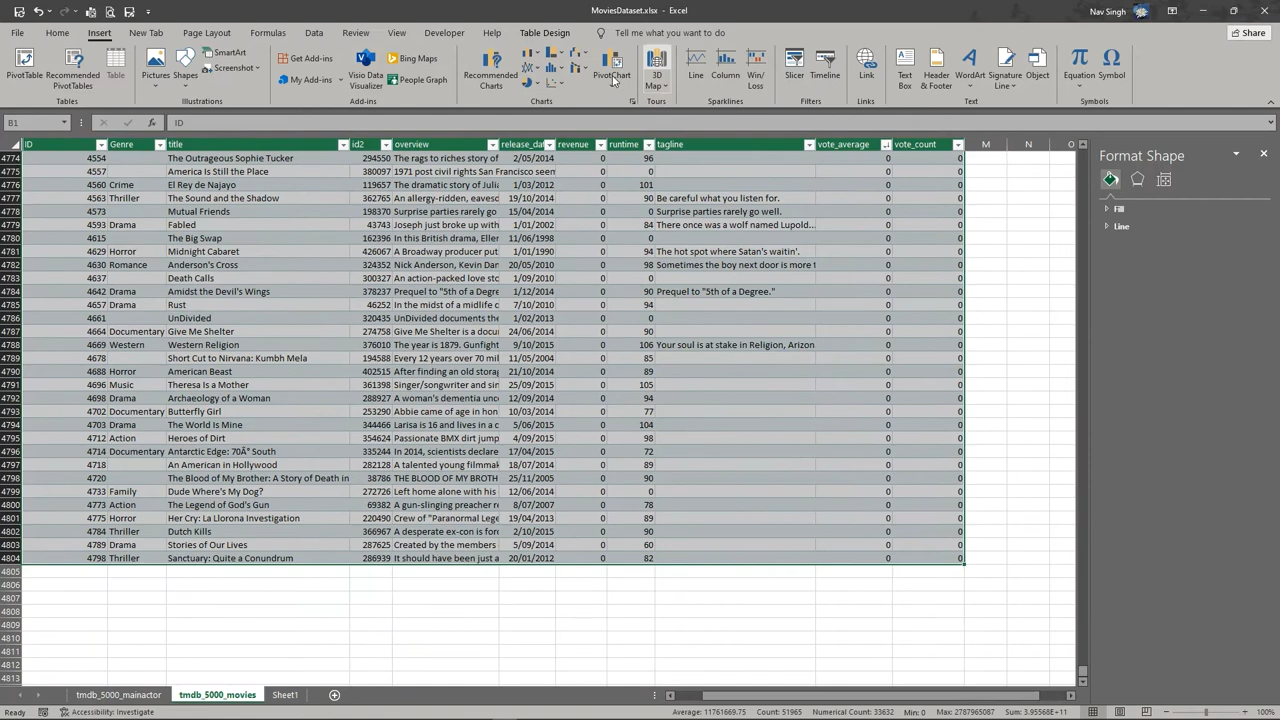 MoviesDataset.xlsx - Excel
Nav Singh
File Home Insert New Tab Page Layout Formulas Data Review View Developer Help Table Design Tell me what you want to do
Share
PivotTable Recommended PivotTables Table
Tables
Pictures Shapes SmartArt Screenshot
Illustrations
Get Add-ins My Add-ins Visio Data Visualizer Bing Maps People Graph
Add-ins
Recommended Charts PivotChart
Charts
3D Map
Tours
Line Column Win/ Loss
Sparklines
Slicer Timeline
Filters
Link
Links
Text Box Header & Footer WordArt Signature Line Object
Text
Equation Symbol
Symbols
B1 ID
ID Genre title id2 overview release_dat revenue runtime tagline vote_average vote_count M N O
4774 4554 The Outrageous Sophie Tucker 294550 The rags to riches story of 2/05/2014 0 96 0 0
4775 4557 America Is Still the Place 380097 1971 post civil rights San Francisco seem 0 0 0 0
4776 4560 Crime El Rey de Najayo 119657 The dramatic story of Julia 1/03/2012 0 101 0 0
4777 4563 Thriller The Sound and the Shadow 362765 An allergy-ridden, eavesd 19/10/2014 0 90 Be careful what you listen for. 0 0
4778 4573 Mutual Friends 198370 Surprise parties rarely go 15/04/2014 0 0 Surprise parties rarely go well. 0 0
4779 4593 Drama Fabled 43743 Joseph just broke up with 1/01/2002 0 84 There once was a wolf named Lupold... 0 0
4780 4615 The Big Swap 162396 In this British drama, Ellen 11/06/1998 0 0 0 0
4781 4629 Horror Midnight Cabaret 426067 A Broadway producer put 1/01/1990 0 94 The hot spot where Satan's waitin'. 0 0
4782 4630 Romance Anderson's Cross 324352 Nick Anderson, Kevin Dan 20/05/2010 0 98 Sometimes the boy next door is more t 0 0
4783 4637 Death Calls 300327 An action-packed love sto 1/09/2010 0 0 0 0
4784 4642 Drama Amidst the Devil's Wings 378237 Prequel to "5th of a Degre 1/12/2014 0 90 Prequel to "5th of a Degree." 0 0
4785 4657 Drama Rust 46252 In the midst of a midlife c 7/10/2010 0 94 0 0
4786 4661 UnDivided 320435 UnDivided documents the 1/02/2013 0 0 0 0
4787 4664 Documentary Give Me Shelter 274758 Give Me Shelter is a docu 24/06/2014 0 90 0 0
4788 4669 Western Western Religion 376010 The year is 1879. Gunfight 10/10/2015 0 106 Your soul is at stake in Religion, Arizon 0 0
4789 4678 Short Cut to Nirvana: Kumbh Mela 194588 Every 12 years over 70 mil 11/05/2004 0 85 0 0
4790 4688 Horror American Beast 422057 After finding an old storag 21/10/2014 0 89 0 0
4791 4696 Music Theresa Is a Mother 361398 Singer/songwriter and sin 25/09/2015 0 105 0 0
4792 4698 Drama Archaeology of a Woman 288927 A woman's dementia unco 12/09/2014 0 94 0 0
4793 4702 Documentary Butterfly Girl 253290 Abbie came of age in hon 10/03/2014 0 77 0 0
4794 4703 Drama The World Is Mine 344466 Larisa is 16 and lives in a 5/06/2015 0 104 0 0
4795 4712 Action Heroes of Dirt 354624 Passionate BMX dirt jump 4/09/2015 0 98 0 0
4796 4714 Documentary Antarctic Edge: 70Â° South 335244 In 2014, scientists declare 17/04/2015 0 72 0 0
4797 4718 An American in Hollywood 282128 A talented young filmmak 18/07/2014 0 89 0 0
4798 4720 The Blood of My Brother: A Story of Death in 38786 THE BLOOD OF MY BROTH 25/11/2005 0 90 0 0
4799 4733 Family Dude Where's My Dog? 272726 Left home alone with his 12/06/2014 0 0 0 0
4800 4773 Action The Legend of God's Gun 69382 A gun-slinging preacher r 8/07/2007 0 78 0 0
4801 4775 Horror Her Cry: La Llorona Investigation 220490 Crew of "Paranormal Lege 19/04/2013 0 89 0 0
4802 4784 Thriller Dutch Kills 366967 A desperate ex-con is forc 2/10/2015 0 90 0 0
4803 4789 Drama Stories of Our Lives 287625 Created by the members 5/09/2014 0 60 0 0
4804 4798 Thriller Sanctuary: Quite a Conundrum 286939 It should have been just a 20/01/2012 0 82 0 0
4805
4806
4807
4808
4809
4810
4811
4812
4813
Format Shape
Fill
Line
tmdb_5000_mainactor tmdb_5000_movies Sheet1
Ready Accessibility: Investigate Average: 11761669.75 Count: 51965 Numerical Count: 33632 Min: 0 Max: 2787965087 Sum: 3.95568E+11 100%